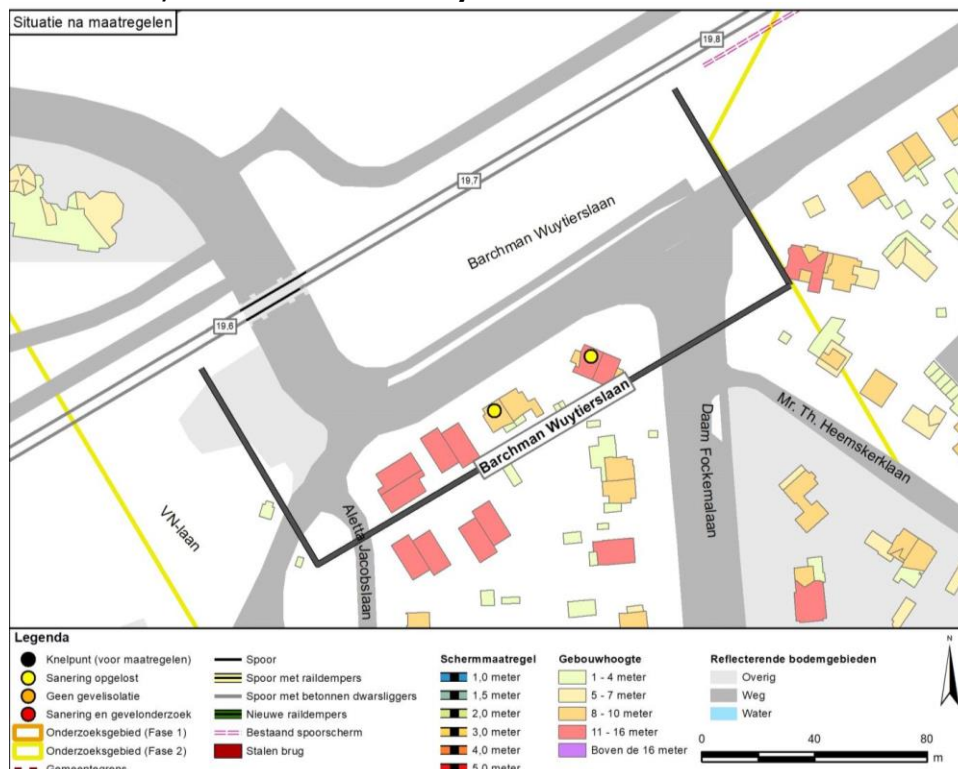 Situatie na maatregelen
19,8
19,7
Barchman Wuytierslaan
19,6
Barchman Wuytierslaan
Mr. Th. Heemskerklaan
Daam Fockemalaan
VN-laan
Aletta Jacobslaan
Legenda
Knelpunt (voor maatregelen)
Sanering opgelost
Geen gevelisolatie
Sanering en gevelonderzoek
Onderzoeksgebied (Fase 1)
Onderzoeksgebied (Fase 2)
Gemeentegrens
Spoor
Spoor met raildempers
Spoor met betonnen dwarsliggers
Nieuwe raildempers
Bestaand spoorscherm
Stalen brug
Schermmaatregel
1,0 meter
1,5 meter
2,0 meter
3,0 meter
4,0 meter
5,0 meter
Gebouwhoogte
1 - 4 meter
5 - 7 meter
8 - 10 meter
11 - 16 meter
Boven de 16 meter
Reflecterende bodemgebieden
Overig
Weg
Water
N
0 40 80
m